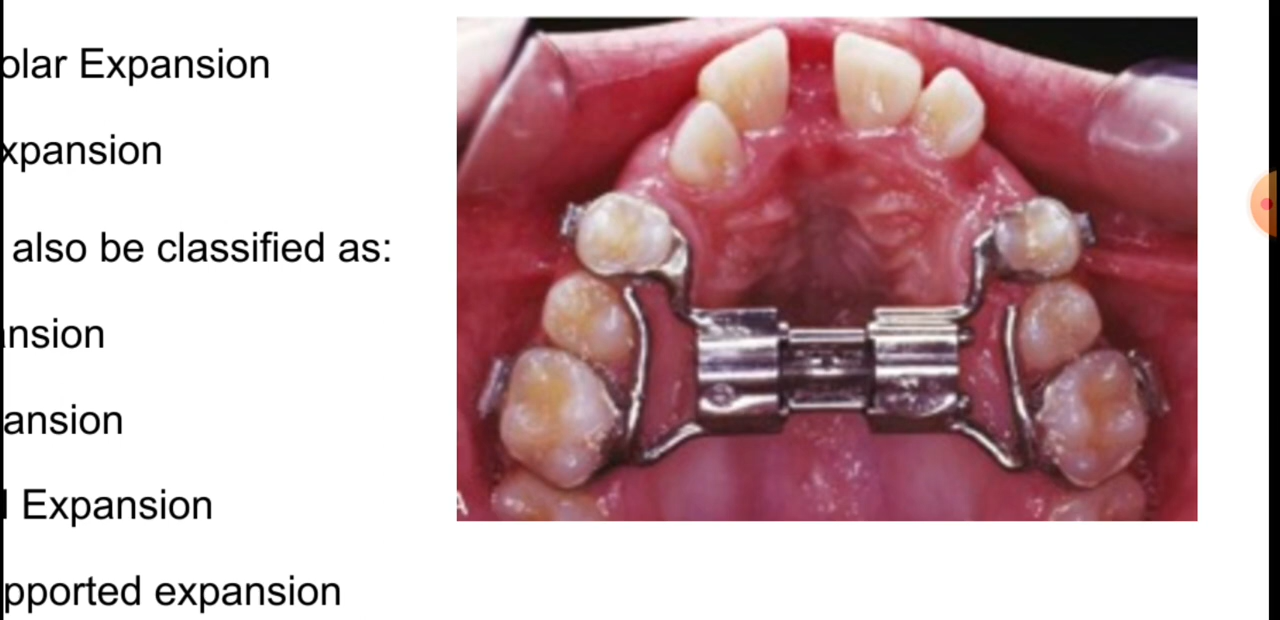 olar Expansion
xpansion
also be classified as:
nsion
ansion
l Expansion
pported expansion